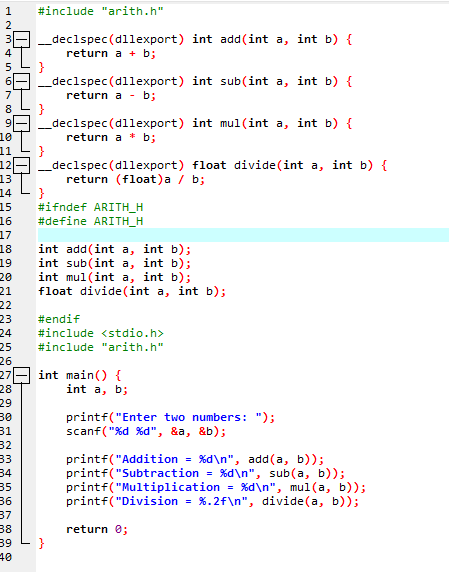 1 #include "arith.h"
2
3 __declspec(dllexport) int add(int a, int b) {
4     return a + b;
5 }
6 __declspec(dllexport) int sub(int a, int b) {
7     return a - b;
8 }
9 __declspec(dllexport) int mul(int a, int b) {
10     return a * b;
11 }
12 __declspec(dllexport) float divide(int a, int b) {
13     return (float)a / b;
14 }
15 #ifndef ARITH_H
16 #define ARITH_H
17
18 int add(int a, int b);
19 int sub(int a, int b);
20 int mul(int a, int b);
21 float divide(int a, int b);
22
23 #endif
24 #include <stdio.h>
25 #include "arith.h"
26
27 int main() {
28     int a, b;
29
30     printf("Enter two numbers: ");
31     scanf("%d %d", &a, &b);
32
33     printf("Addition = %d\n", add(a, b));
34     printf("Subtraction = %d\n", sub(a, b));
35     printf("Multiplication = %d\n", mul(a, b));
36     printf("Division = %.2f\n", divide(a, b));
37
38     return 0;
39 }
40